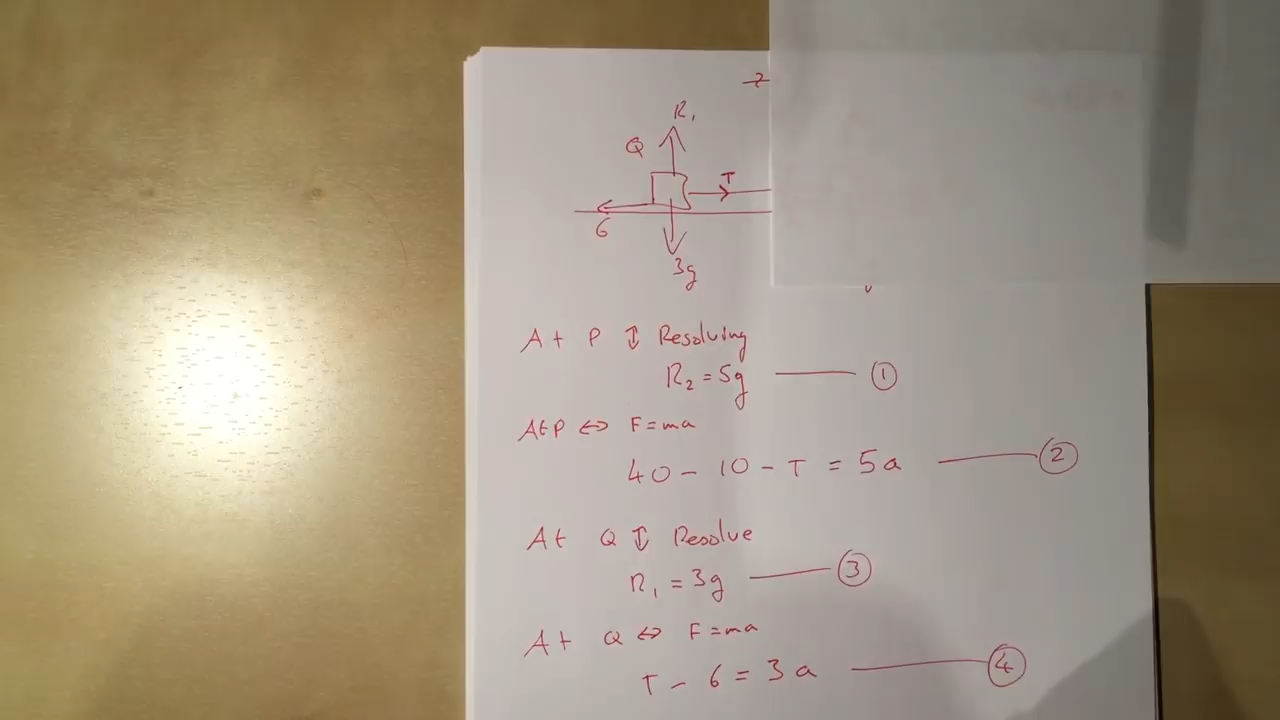 R₁
Q
T
6
3g
At P ↕ Resolving
R₂ = 5g ——— ①
At P ⇔ F=ma
40 - 10 - T = 5a ——— ②
At Q ↕ Resolve
R₁ = 3g ——— ③
At Q ⇔ F=ma
T - 6 = 3a ——— ④